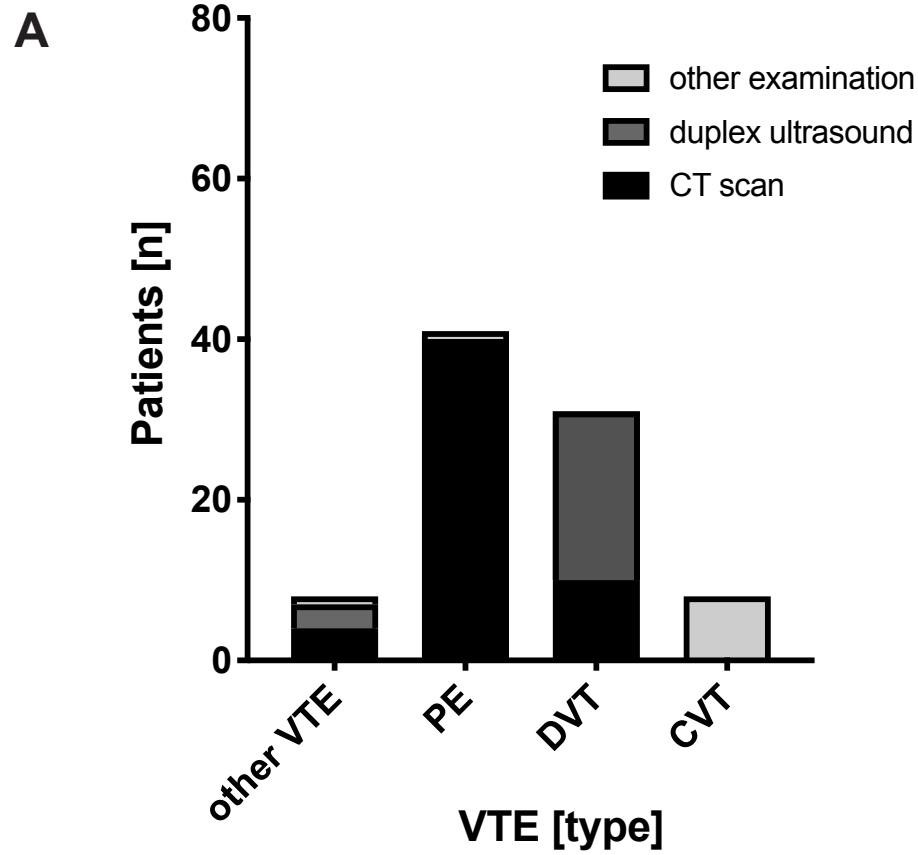 A
80
60
40
20
0
Patients [n]
other examination
duplex ultrasound
CT scan
other VTE
PE
DVT
CVT
VTE [type]